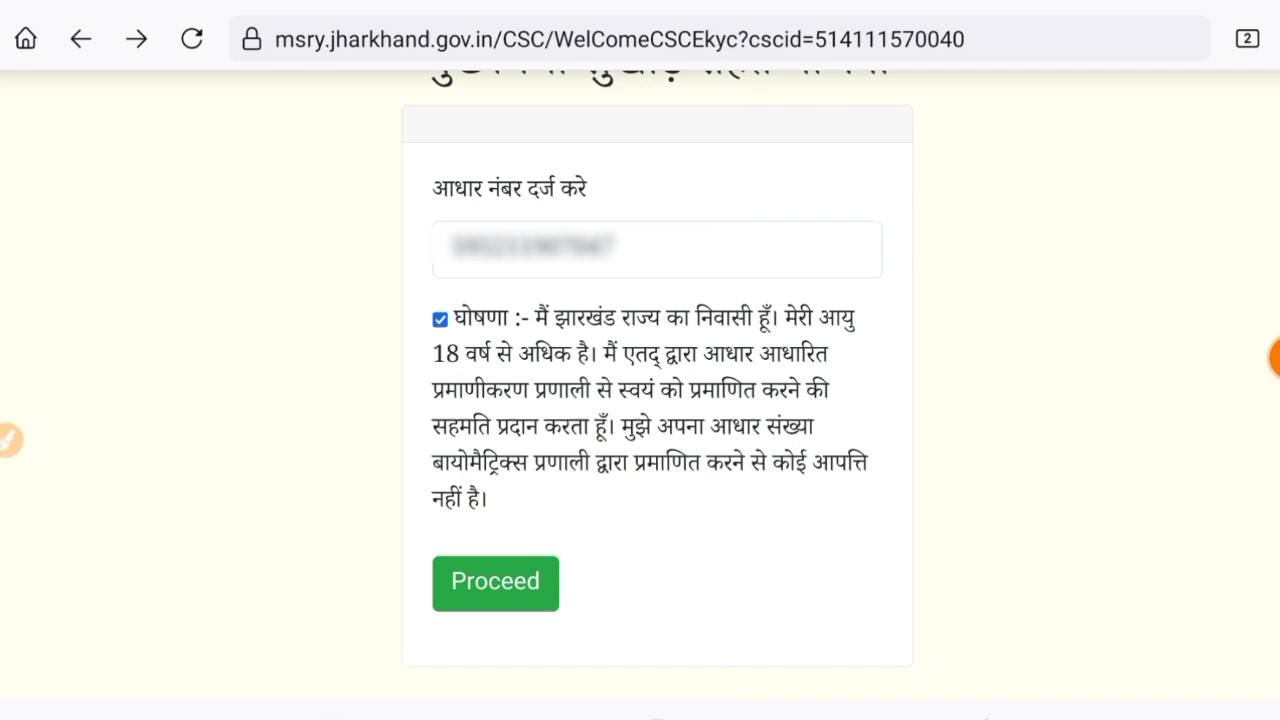 msry.jharkhand.gov.in/CSC/WelComeCSCEkyc?cscid=514111570040
2
आधार नंबर दर्ज करे
घोषणा :- मैं झारखंड राज्य का निवासी हूँ। मेरी आयु
18 वर्ष से अधिक है। मैं एतद् द्वारा आधार आधारित
प्रमाणीकरण प्रणाली से स्वयं को प्रमाणित करने की
सहमति प्रदान करता हूँ। मुझे अपना आधार संख्या
बायोमैट्रिक्स प्रणाली द्वारा प्रमाणित करने से कोई आपत्ति
नहीं है।
Proceed